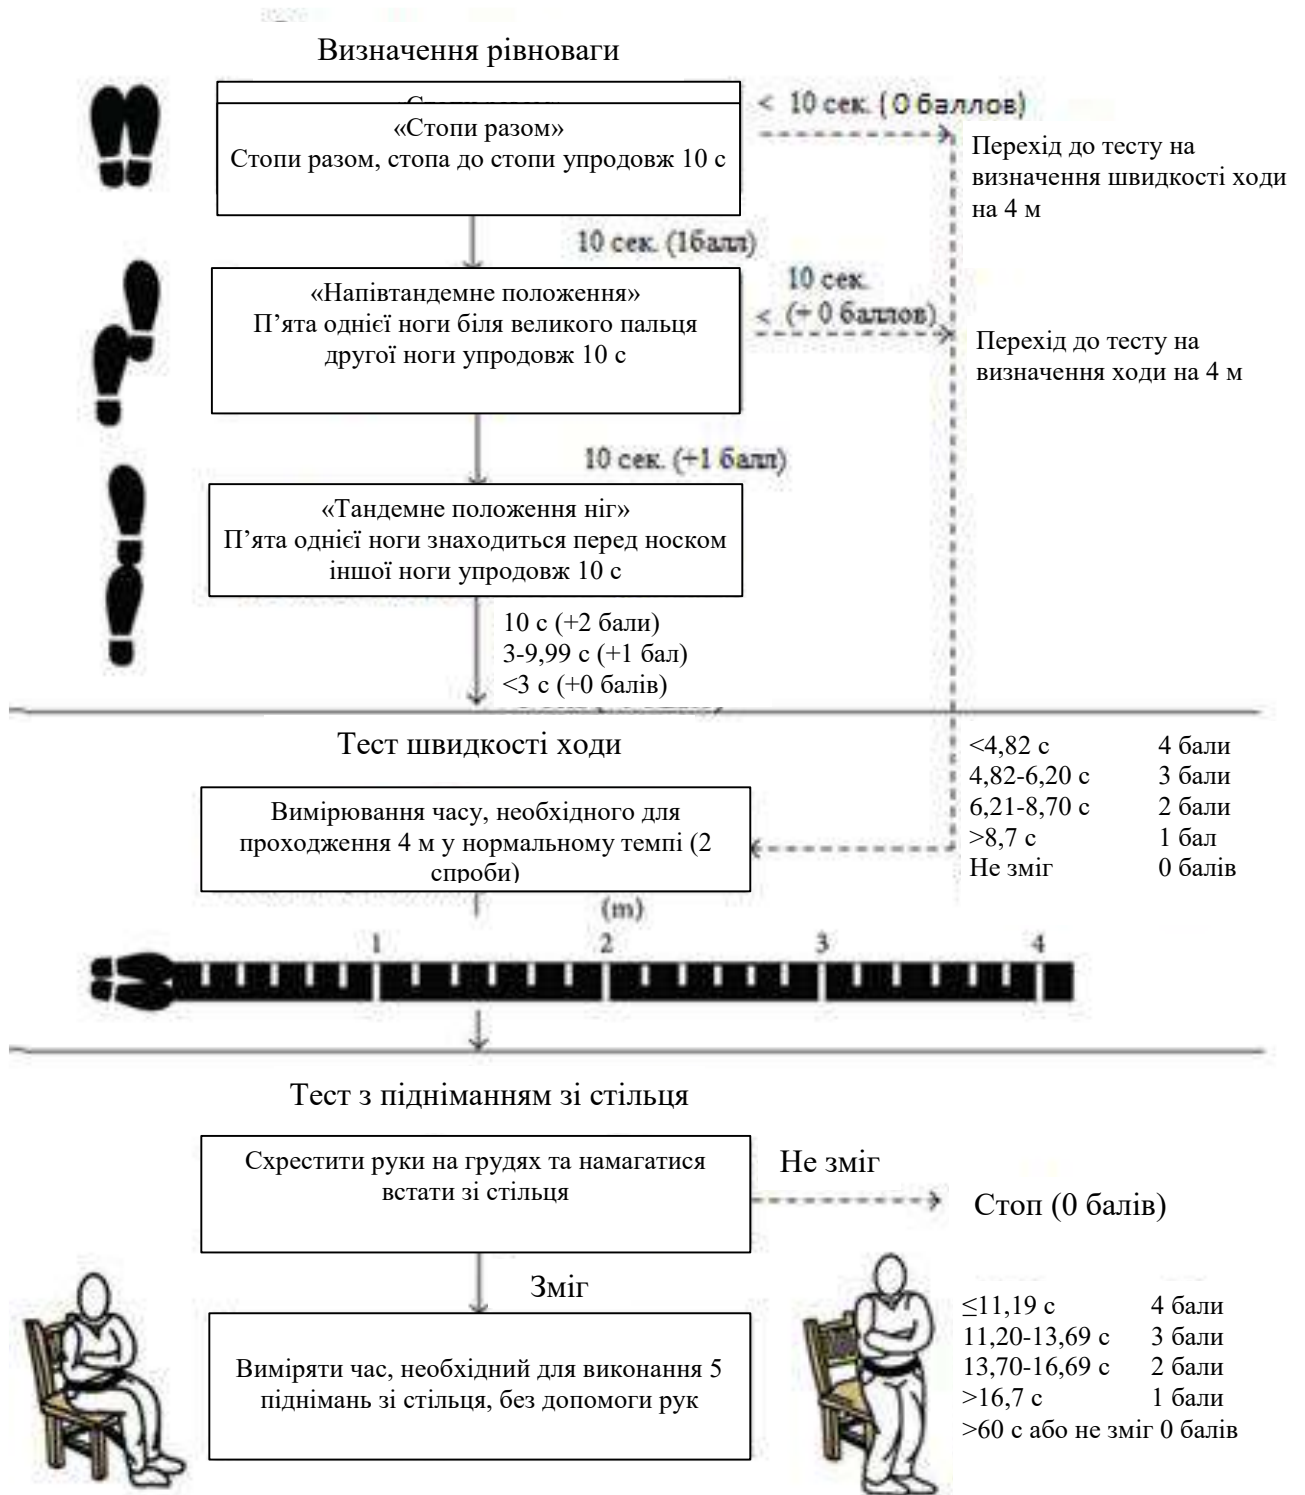 Визначення рівноваги
«Стопи разом»
Стопи разом, стопа до стопи упродовж 10 с
< 10 сек. ( 0 баллов)
Перехід до тесту на
визначення швидкості ходи
на 4 м
10 сек. (1балл)
«Напівтандемне положення»
П’ята однієї ноги біля великого пальця
другої ноги упродовж 10 с
10 сек.
< (+ 0 баллов)
Перехід до тесту на
визначення ходи на 4 м
10 сек. (+1 балл)
«Тандемне положення ніг»
П’ята однієї ноги знаходиться перед носком
іншої ноги упродовж 10 с
10 с (+2 бали)
3-9,99 с (+1 бал)
<3 с (+0 балів)
Тест швидкості ходи
Вимірювання часу, необхідного для
проходження 4 м у нормальному темпі (2
спроби)
<4,82 с 4 бали
4,82-6,20 с 3 бали
6,21-8,70 с 2 бали
>8,7 с 1 бал
Не зміг 0 балів
(m)
1 2 3 4
Тест з підніманням зі стільця
Схрестити руки на грудях та намагатися
встати зі стільця
Не зміг
Стоп (0 балів)
Зміг
Виміряти час, необхідний для виконання 5
піднімань зі стільця, без допомоги рук
≤11,19 с 4 бали
11,20-13,69 с 3 бали
13,70-16,69 с 2 бали
>16,7 с 1 бали
>60 с або не зміг 0 балів